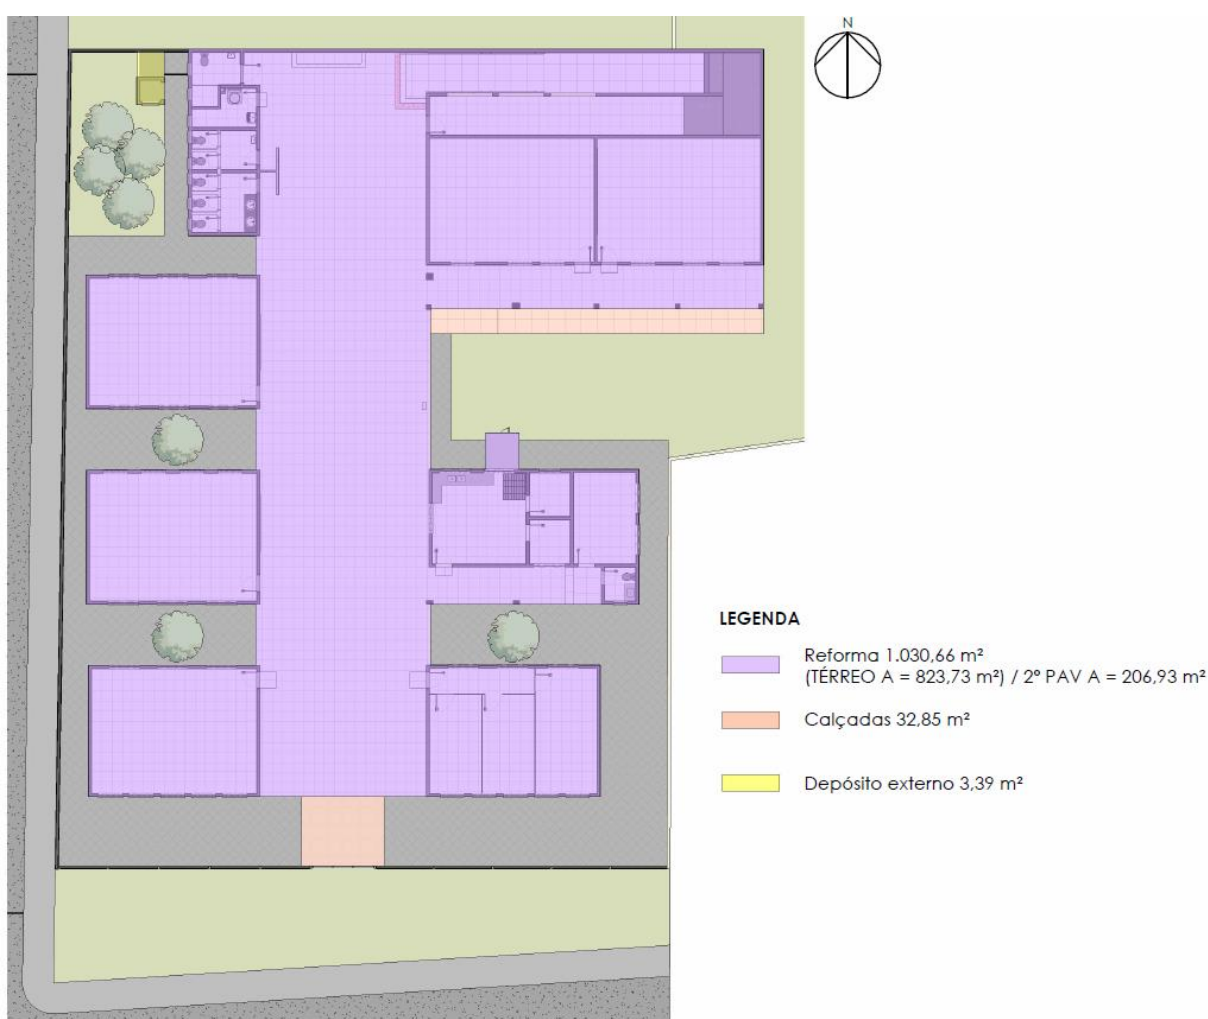 N
LEGENDA
Reforma 1.030,66 m²
(TÉRREO A = 823,73 m²) / 2º PAV A = 206,93 m²
Calçadas 32,85 m²
Depósito externo 3,39 m²